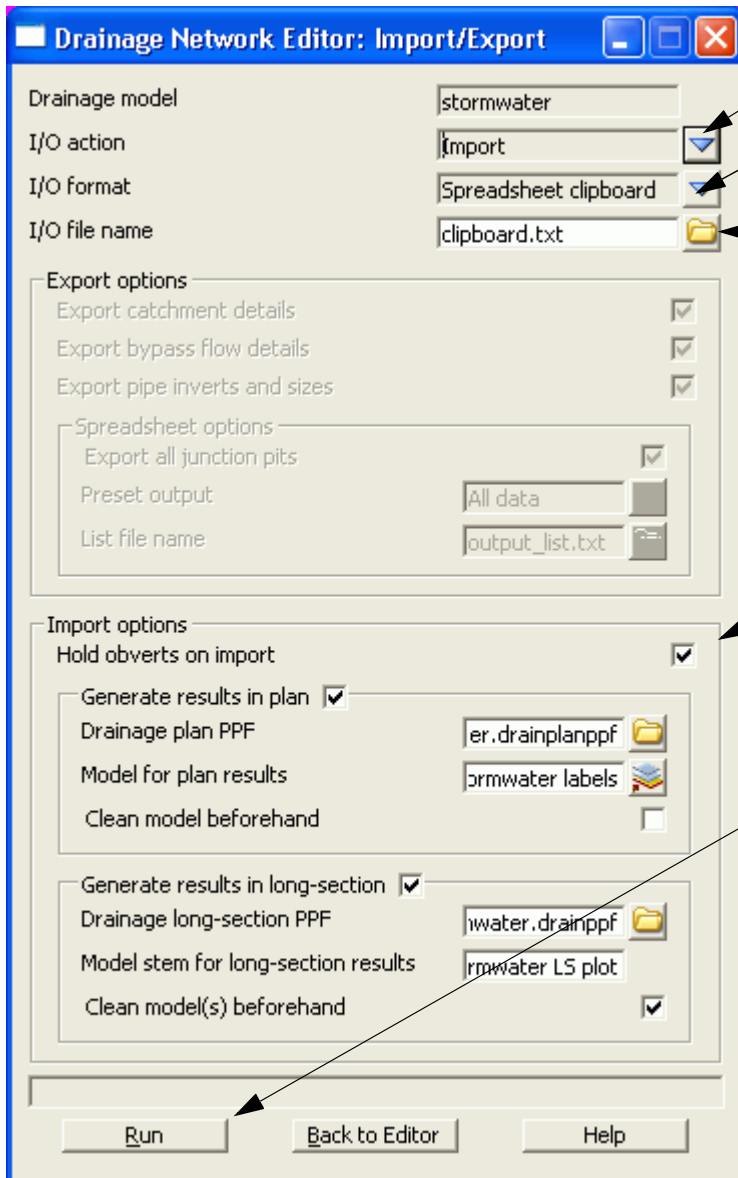 Drainage Network Editor: Import/Export
Drainage model stormwater
I/O action Import
I/O format Spreadsheet clipboard
I/O file name clipboard.txt
Export options
Export catchment details
Export bypass flow details
Export pipe inverts and sizes
Spreadsheet options
Export all junction pits
Preset output All data
List file name output_list.txt
Import options
Hold obverts on import
Generate results in plan
Drainage plan PPF er.drainplanppf
Model for plan results ormwater labels
Clean model beforehand
Generate results in long-section
Drainage long-section PPF nwater.drainppf
Model stem for long-section results rmwater LS plot
Clean model(s) beforehand
Run Back to Editor Help